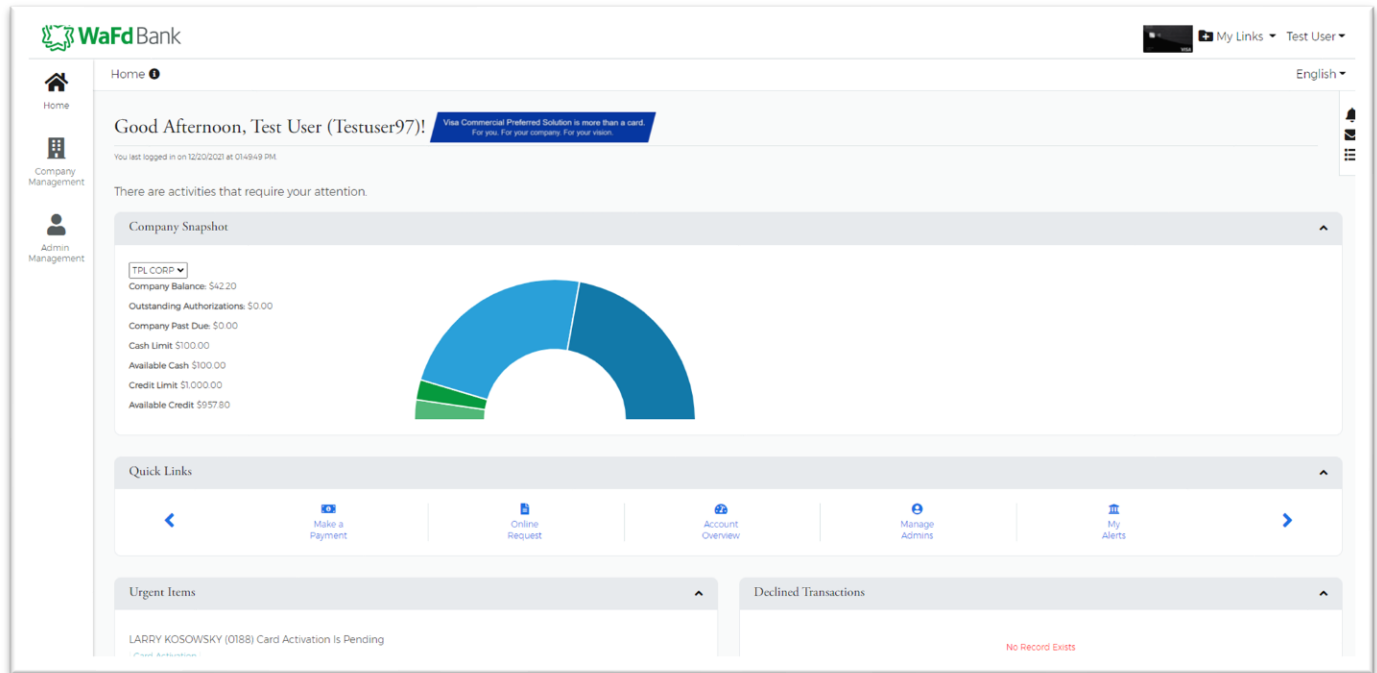 WaFd Bank
VISA
My Links
Test User
Home
English
Home
Company
Management
Admin
Management
Good Afternoon, Test User (Testuser97)!
Visa Commercial Preferred Solution is more than a card.
For you. For your company. For your vision.
You last logged in on 12/20/2021 at 01:49:49 PM.
There are activities that require your attention.
Company Snapshot
TPL CORP
Company Balance: $42.20
Outstanding Authorizations: $0.00
Company Past Due: $0.00
Cash Limit $100.00
Available Cash $100.00
Credit Limit $1,000.00
Available Credit $957.80
Quick Links
Make a
Payment
Online
Request
Account
Overview
Manage
Admins
My
Alerts
Urgent Items
Declined Transactions
LARRY KOSOWSKY (0188) Card Activation Is Pending
Card Activation
No Record Exists